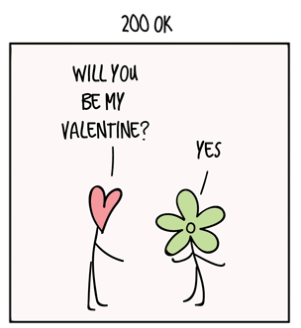 200 OK
WILL YOU
BE MY
VALENTINE?
YES